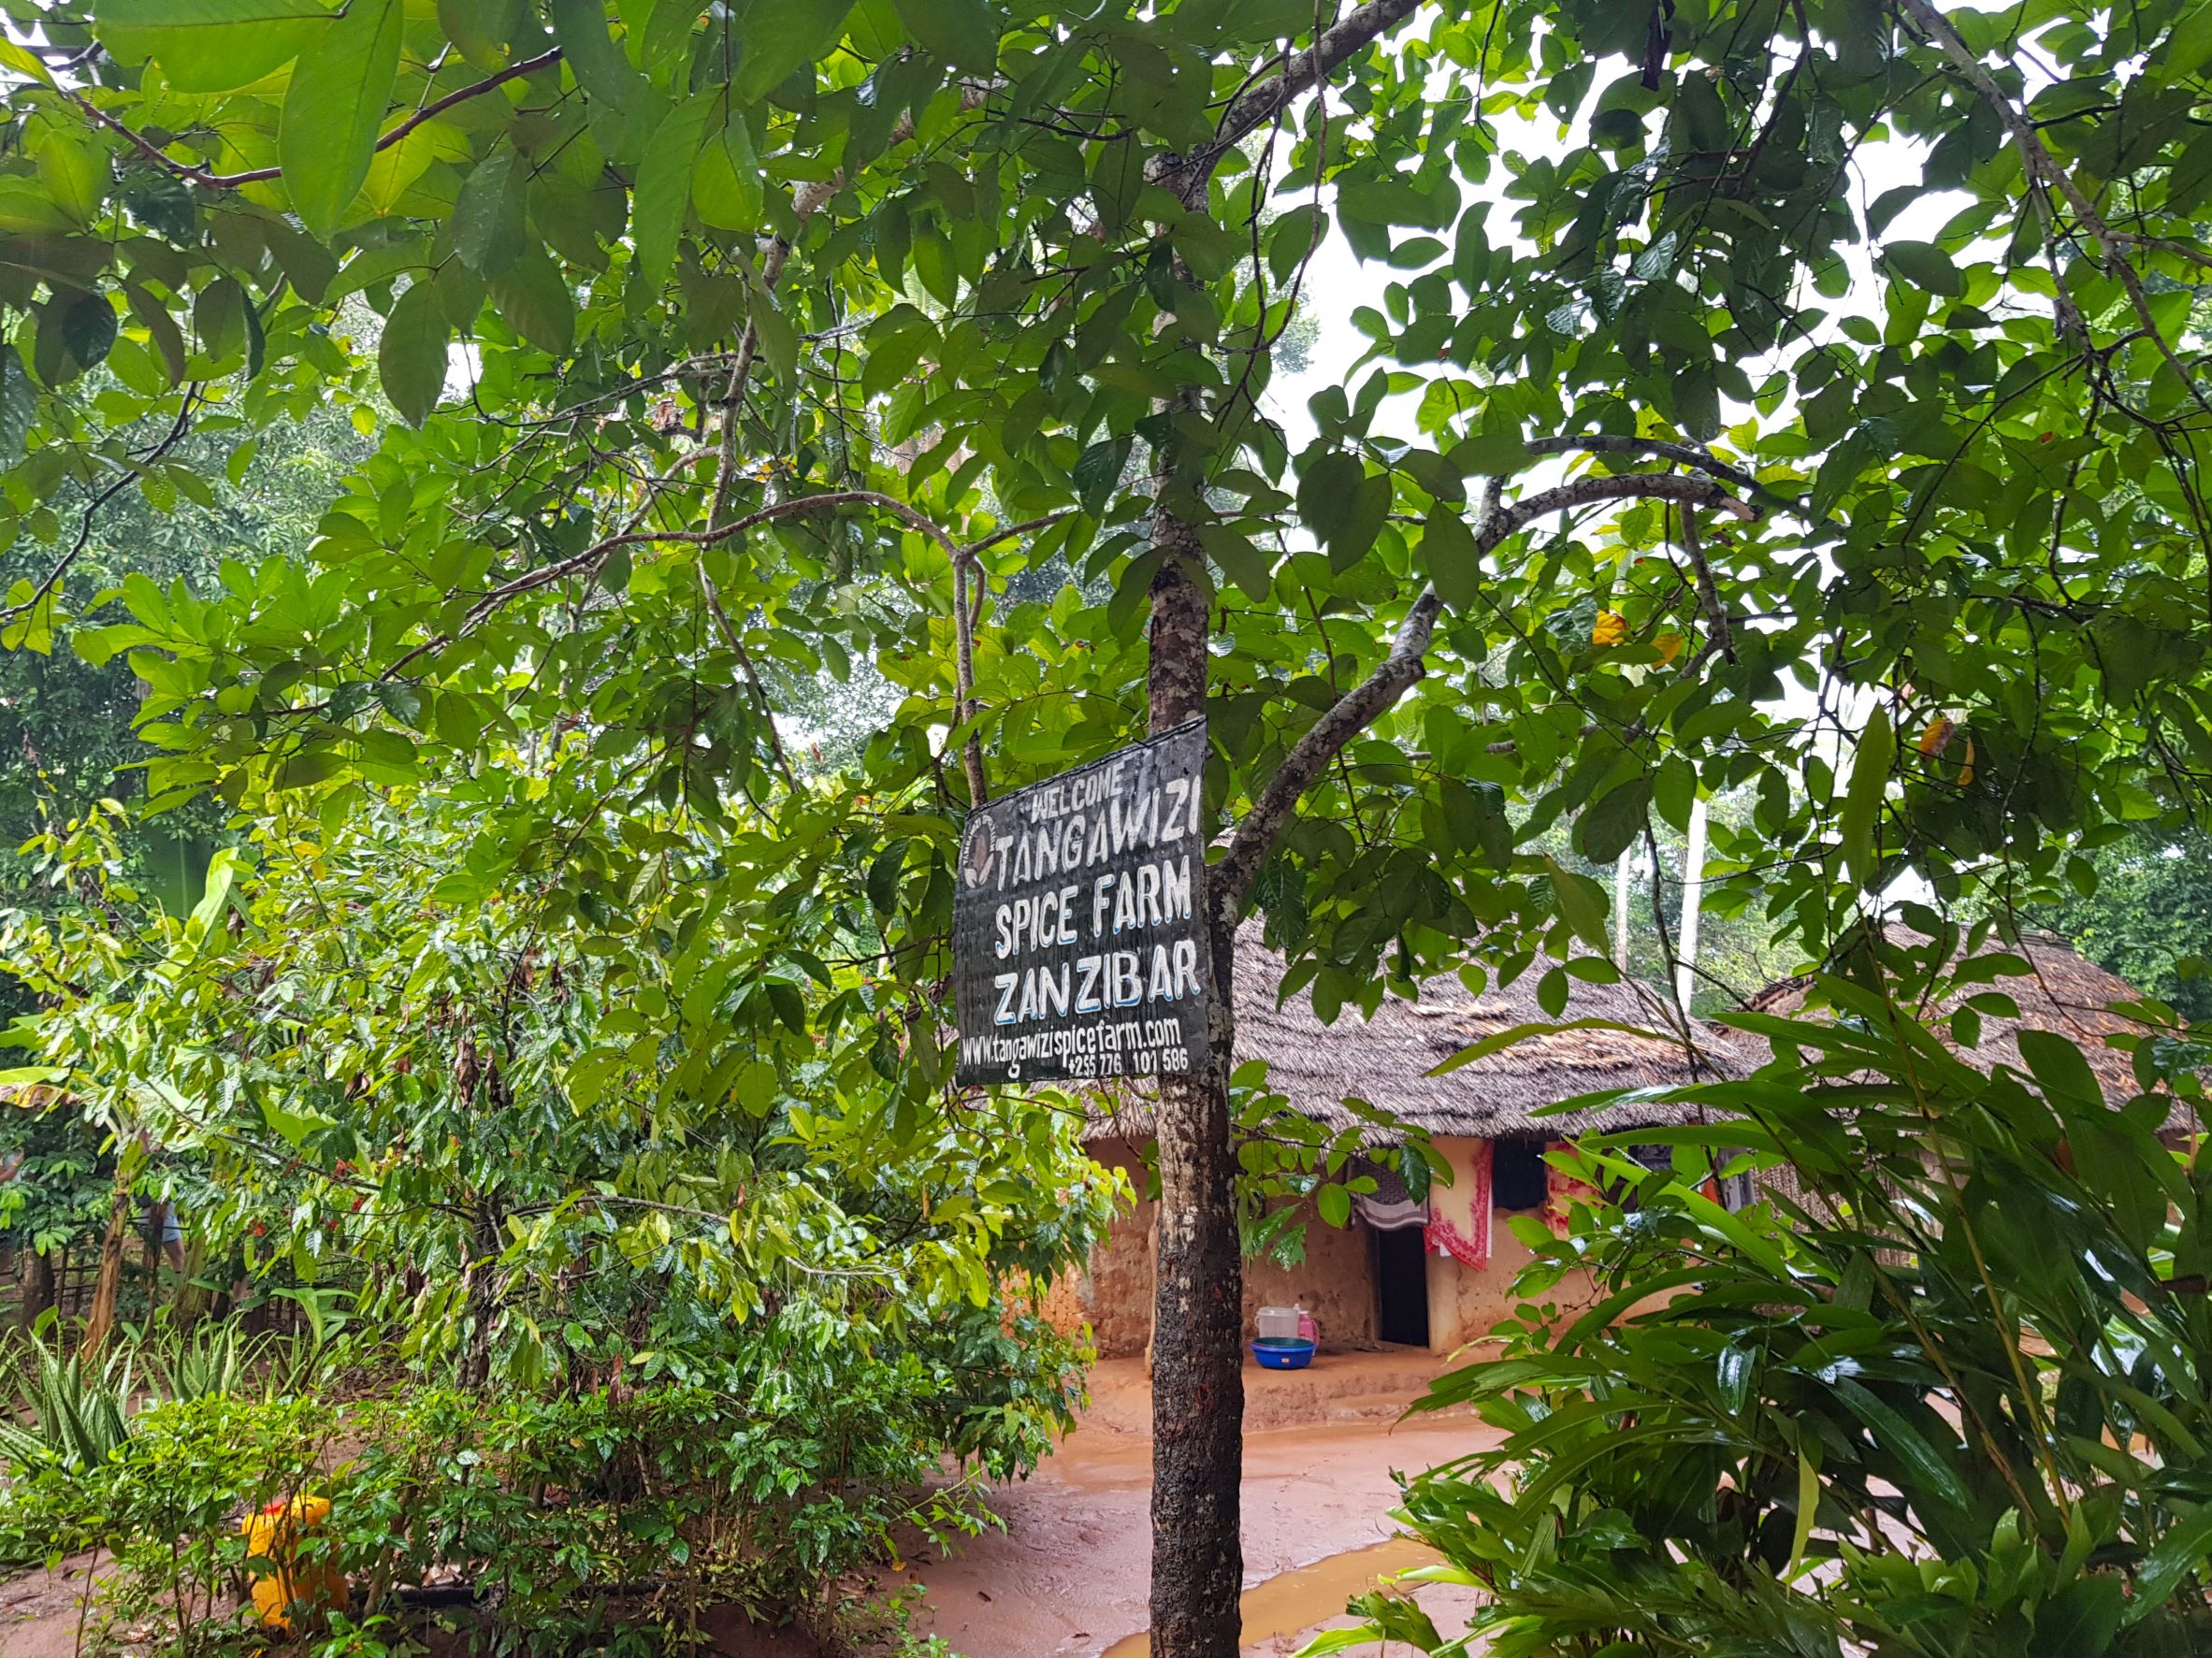 WELCOME
TANGAWIZI
SPICE FARM
ZANZIBAR
www.tangawizispicefarm.com
+255 776 101 586